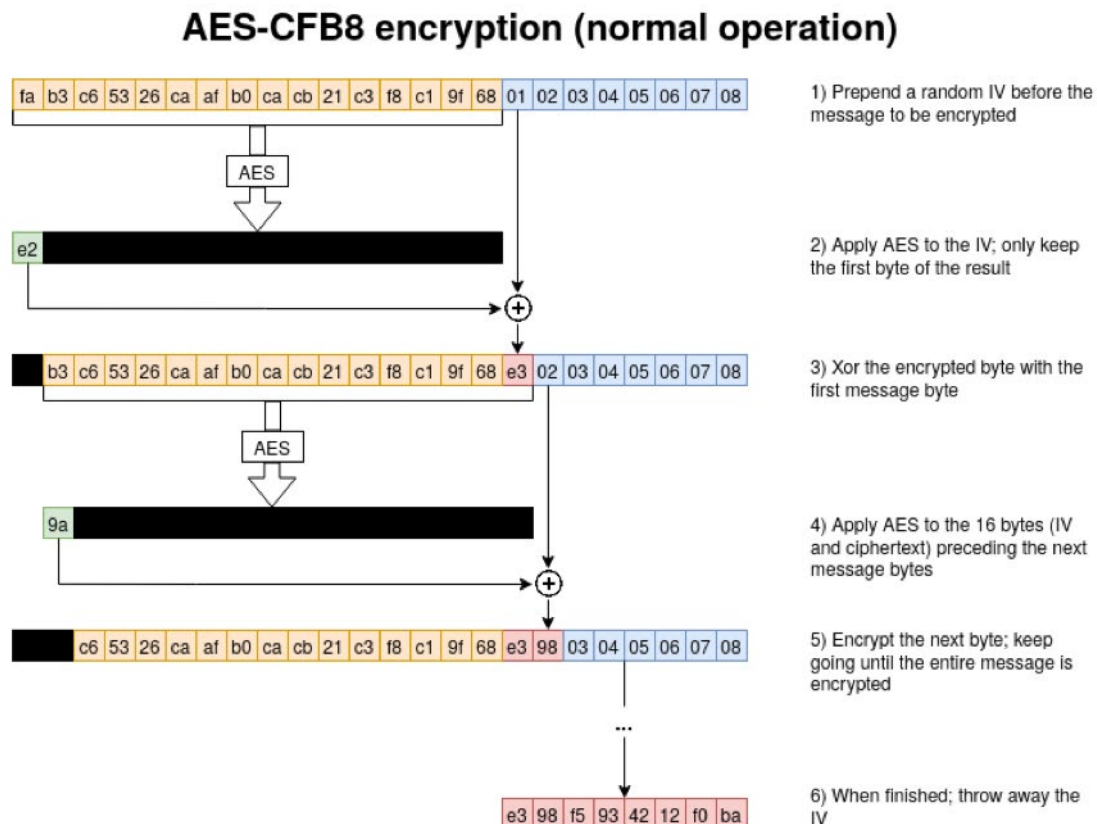 AES-CFB8 encryption (normal operation)
fa b3 c6 53 26 ca af b0 ca cb 21 c3 f8 c1 9f 68 01 02 03 04 05 06 07 08
1) Prepend a random IV before the
message to be encrypted
AES
e2
2) Apply AES to the IV; only keep
the first byte of the result
+
b3 c6 53 26 ca af b0 ca cb 21 c3 f8 c1 9f 68 e3 02 03 04 05 06 07 08
3) Xor the encrypted byte with the
first message byte
AES
9a
4) Apply AES to the 16 bytes (IV
and ciphertext) preceding the next
message bytes
+
c6 53 26 ca af b0 ca cb 21 c3 f8 c1 9f 68 e3 98 03 04 05 06 07 08
5) Encrypt the next byte; keep
going until the entire message is
encrypted
...
e3 98 f5 93 42 12 f0 ba
6) When finished; throw away the
IV